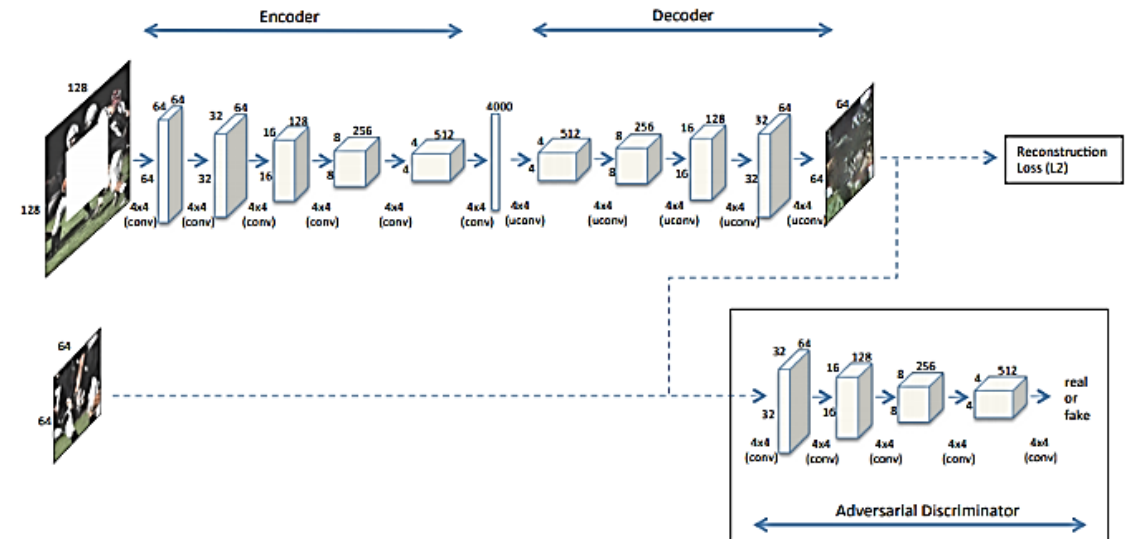 Encoder
Decoder
128
128
64 64
64
4x4
(conv)
32 64
32
4x4
(conv)
16 128
16
4x4
(conv)
8 256
8
4x4
(conv)
4 512
4
4x4
(conv)
4000
4x4
(conv)
4 512
4
4x4
(uconv)
8 256
8
4x4
(uconv)
16 128
16
4x4
(uconv)
32 64
32
4x4
(uconv)
64
64
4x4
(uconv)
Reconstruction
Loss (L2)
64
64
32 64
32
4x4
(conv)
16 128
16
4x4
(conv)
8 256
8
4x4
(conv)
4 512
4
4x4
(conv)
4x4
(conv)
real
or
fake
Adversarial Discriminator